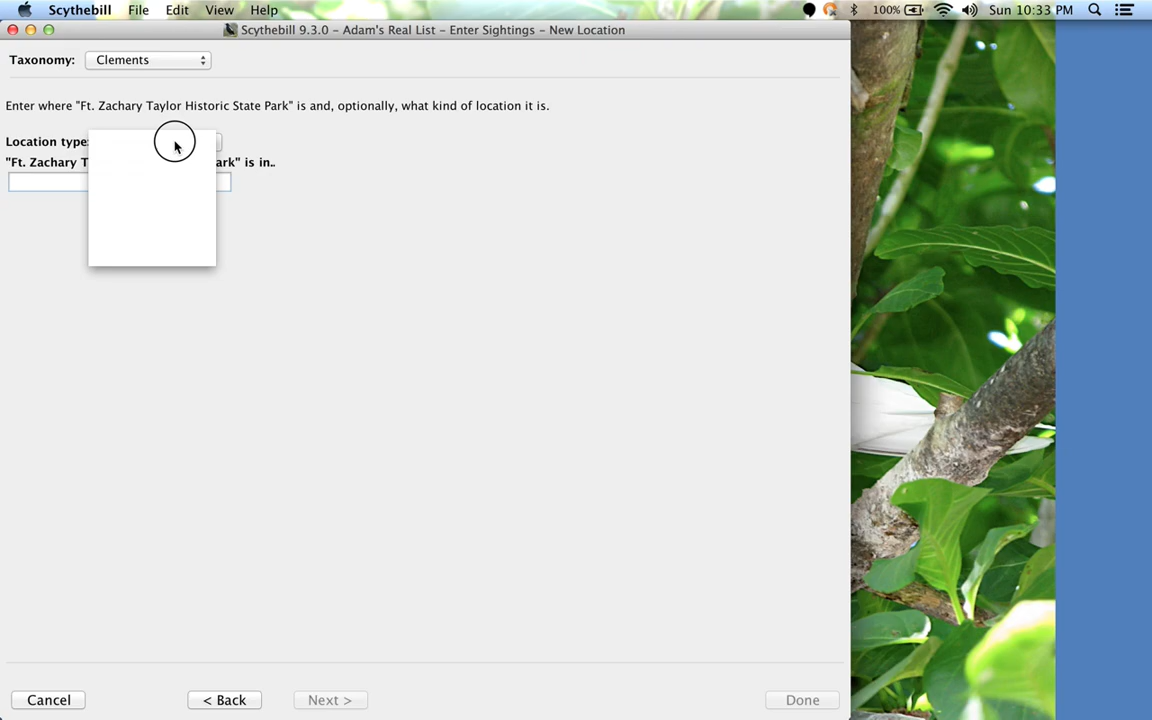 Scythebill File Edit View Help 100% Sun 10:33 PM
Scythebill 9.3.0 – Adam's Real List – Enter Sightings – New Location
Taxonomy: Clements
Enter where "Ft. Zachary Taylor Historic State Park" is and, optionally, what kind of location it is.
Location type:
"Ft. Zachary T ark" is in..
Cancel < Back Next > Done